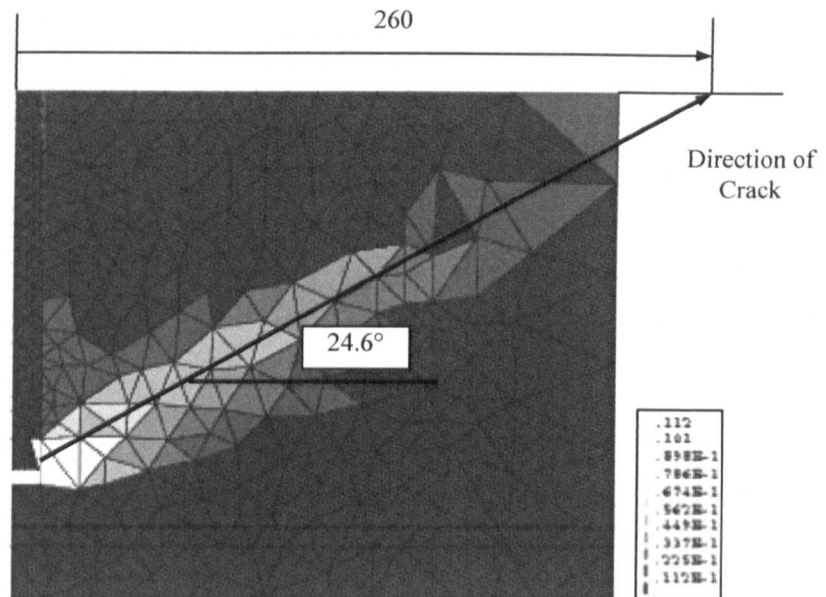 260
Direction of
Crack
24.6°
.112
.101
.898E-1
.786E-1
.674E-1
.562E-1
.449E-1
.337E-1
.225E-1
.112E-1